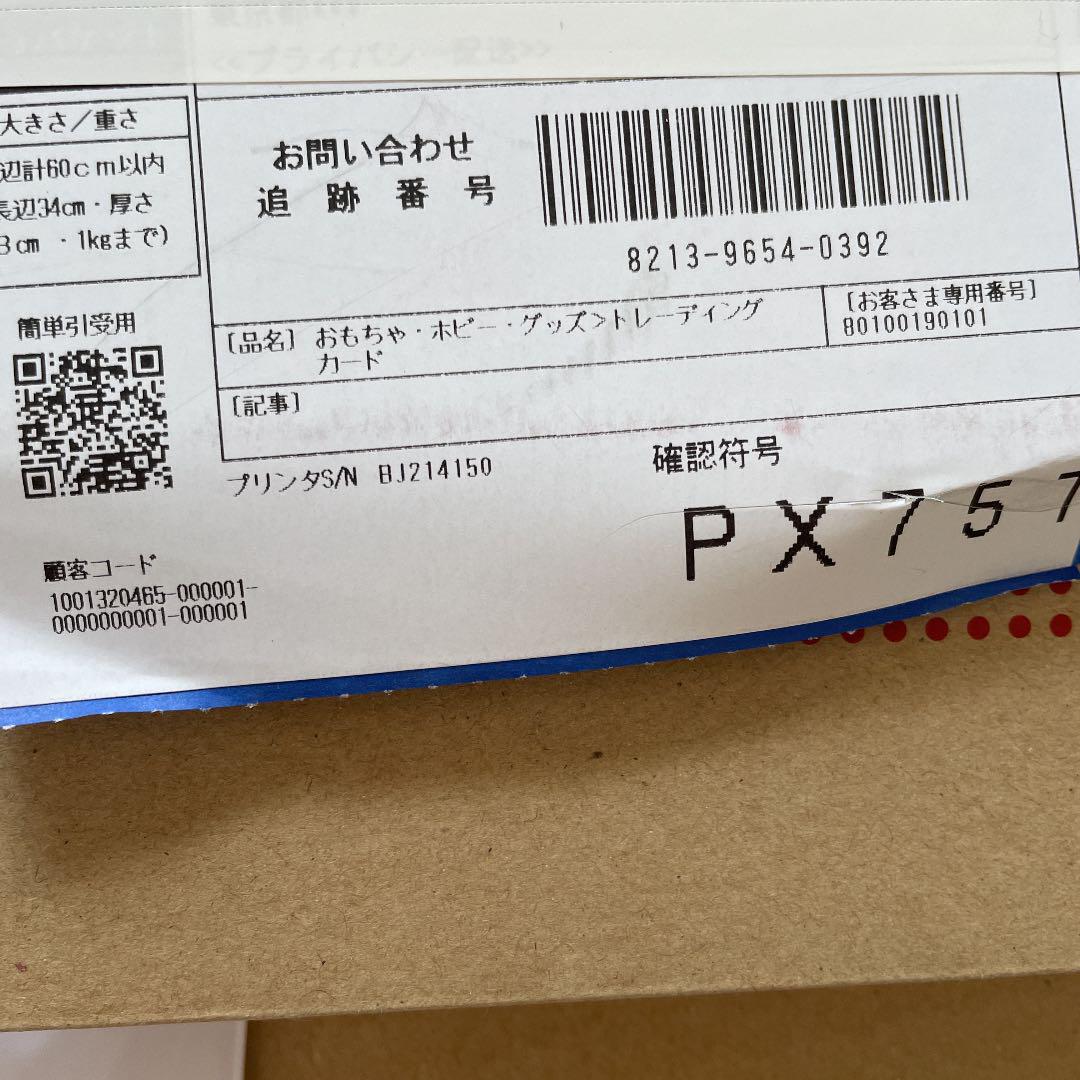 <<プライバシー配送>>
大きさ／重さ
辺計60cm以内
長辺34cm・厚さ
3cm ・1kgまで)
簡単引受用
お問い合わせ
追跡番号
8213-9654-0392
[品名] おもちゃ・ホビー・グッズ>トレーディング
カード
[お客さま専用番号]
80100190101
[記事]
プリンタS/N BJ214150
確認符号
PX757
顧客コード
1001320465-000001-
0000000001-000001